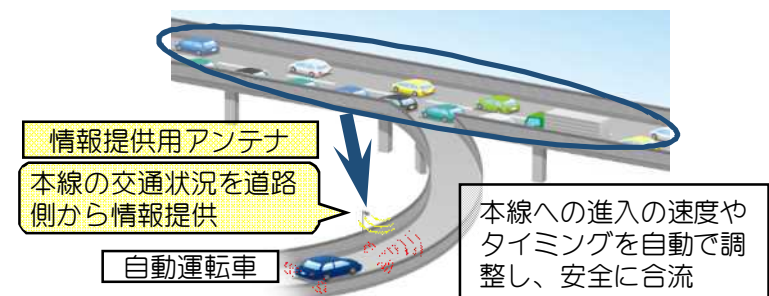 情報提供用アンテナ
本線の交通状況を道路
側から情報提供
自動運転車
本線への進入の速度や
タイミングを自動で調
整し、安全に合流